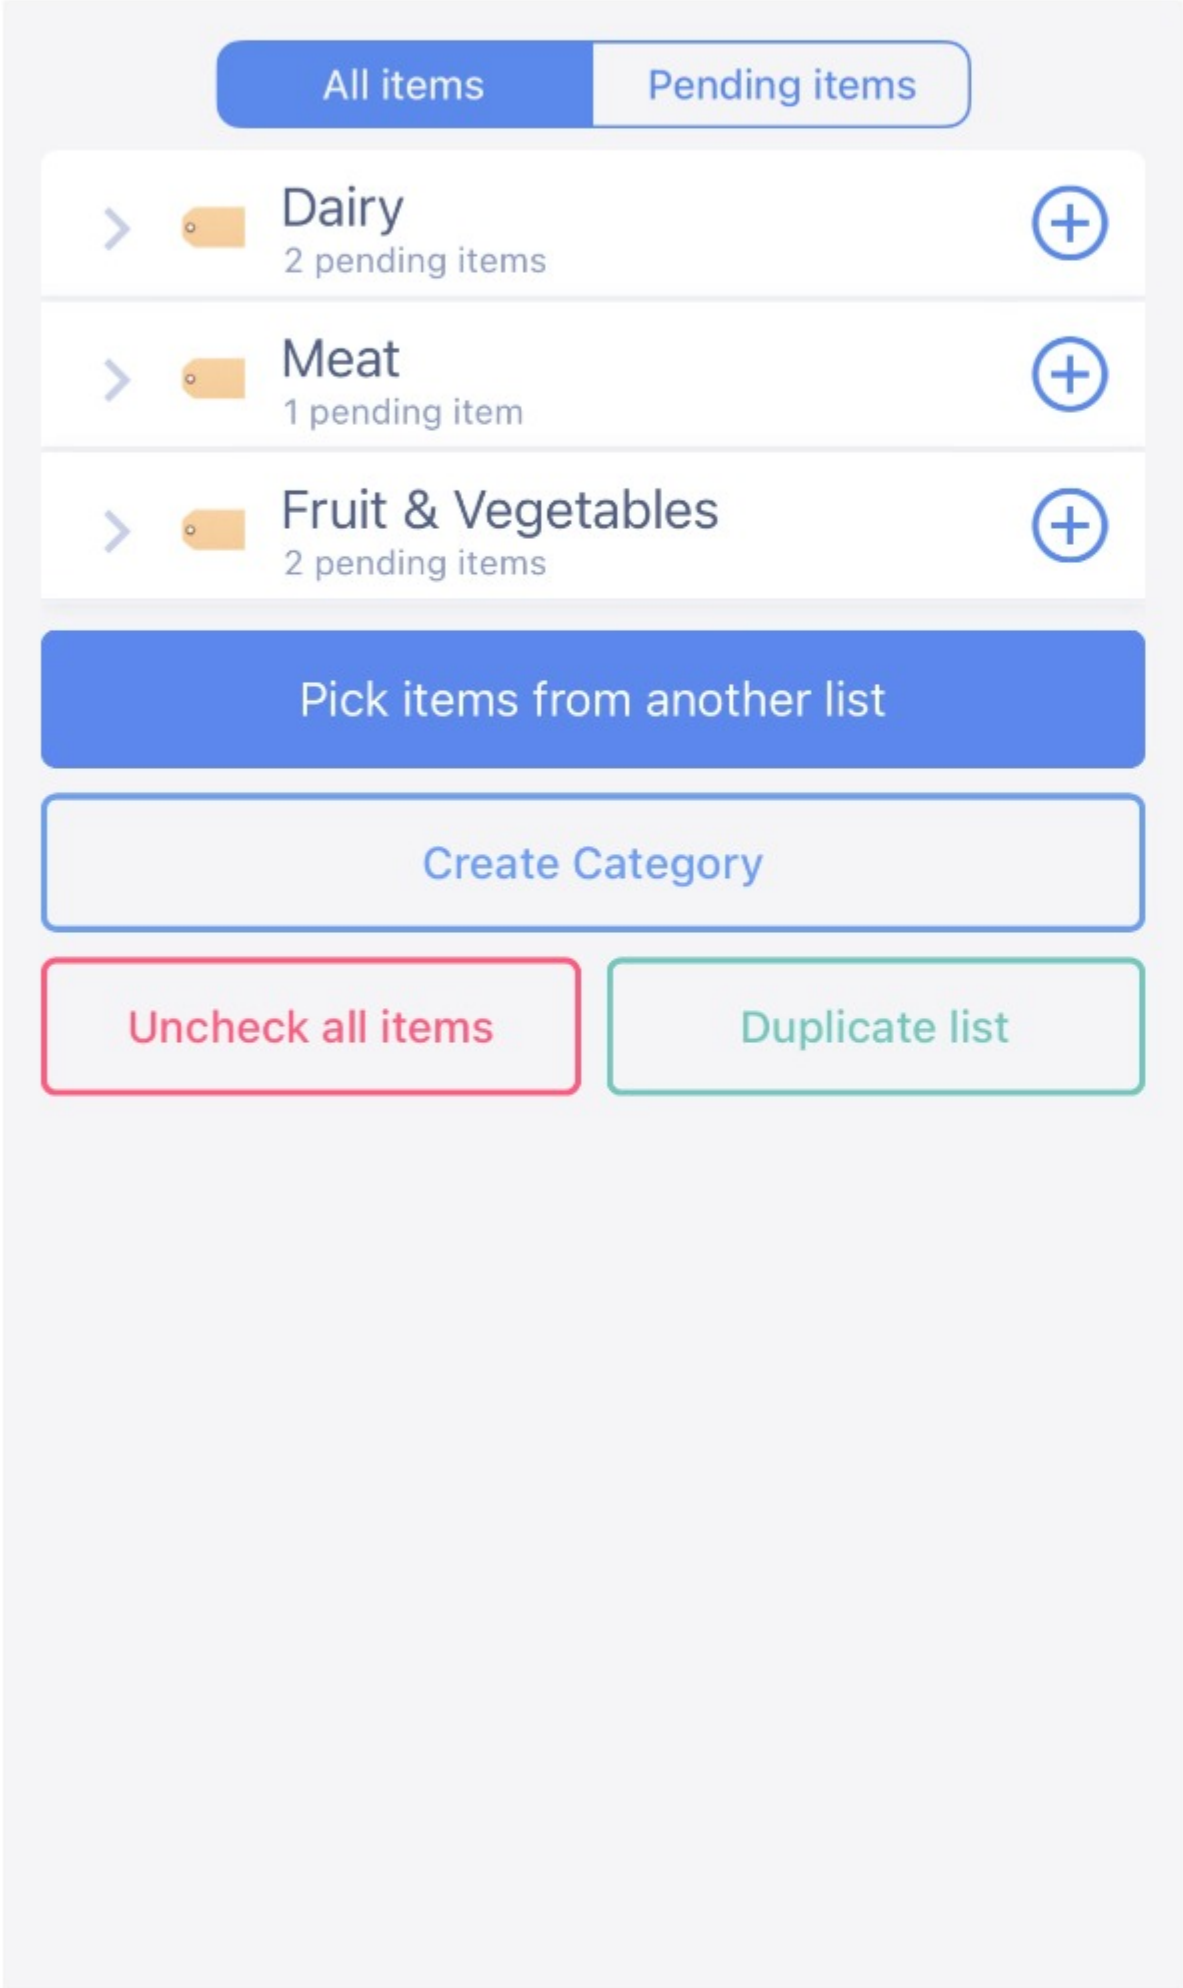 All items Pending items
Dairy
2 pending items
Meat
1 pending item
Fruit & Vegetables
2 pending items
Pick items from another list
Create Category
Uncheck all items Duplicate list